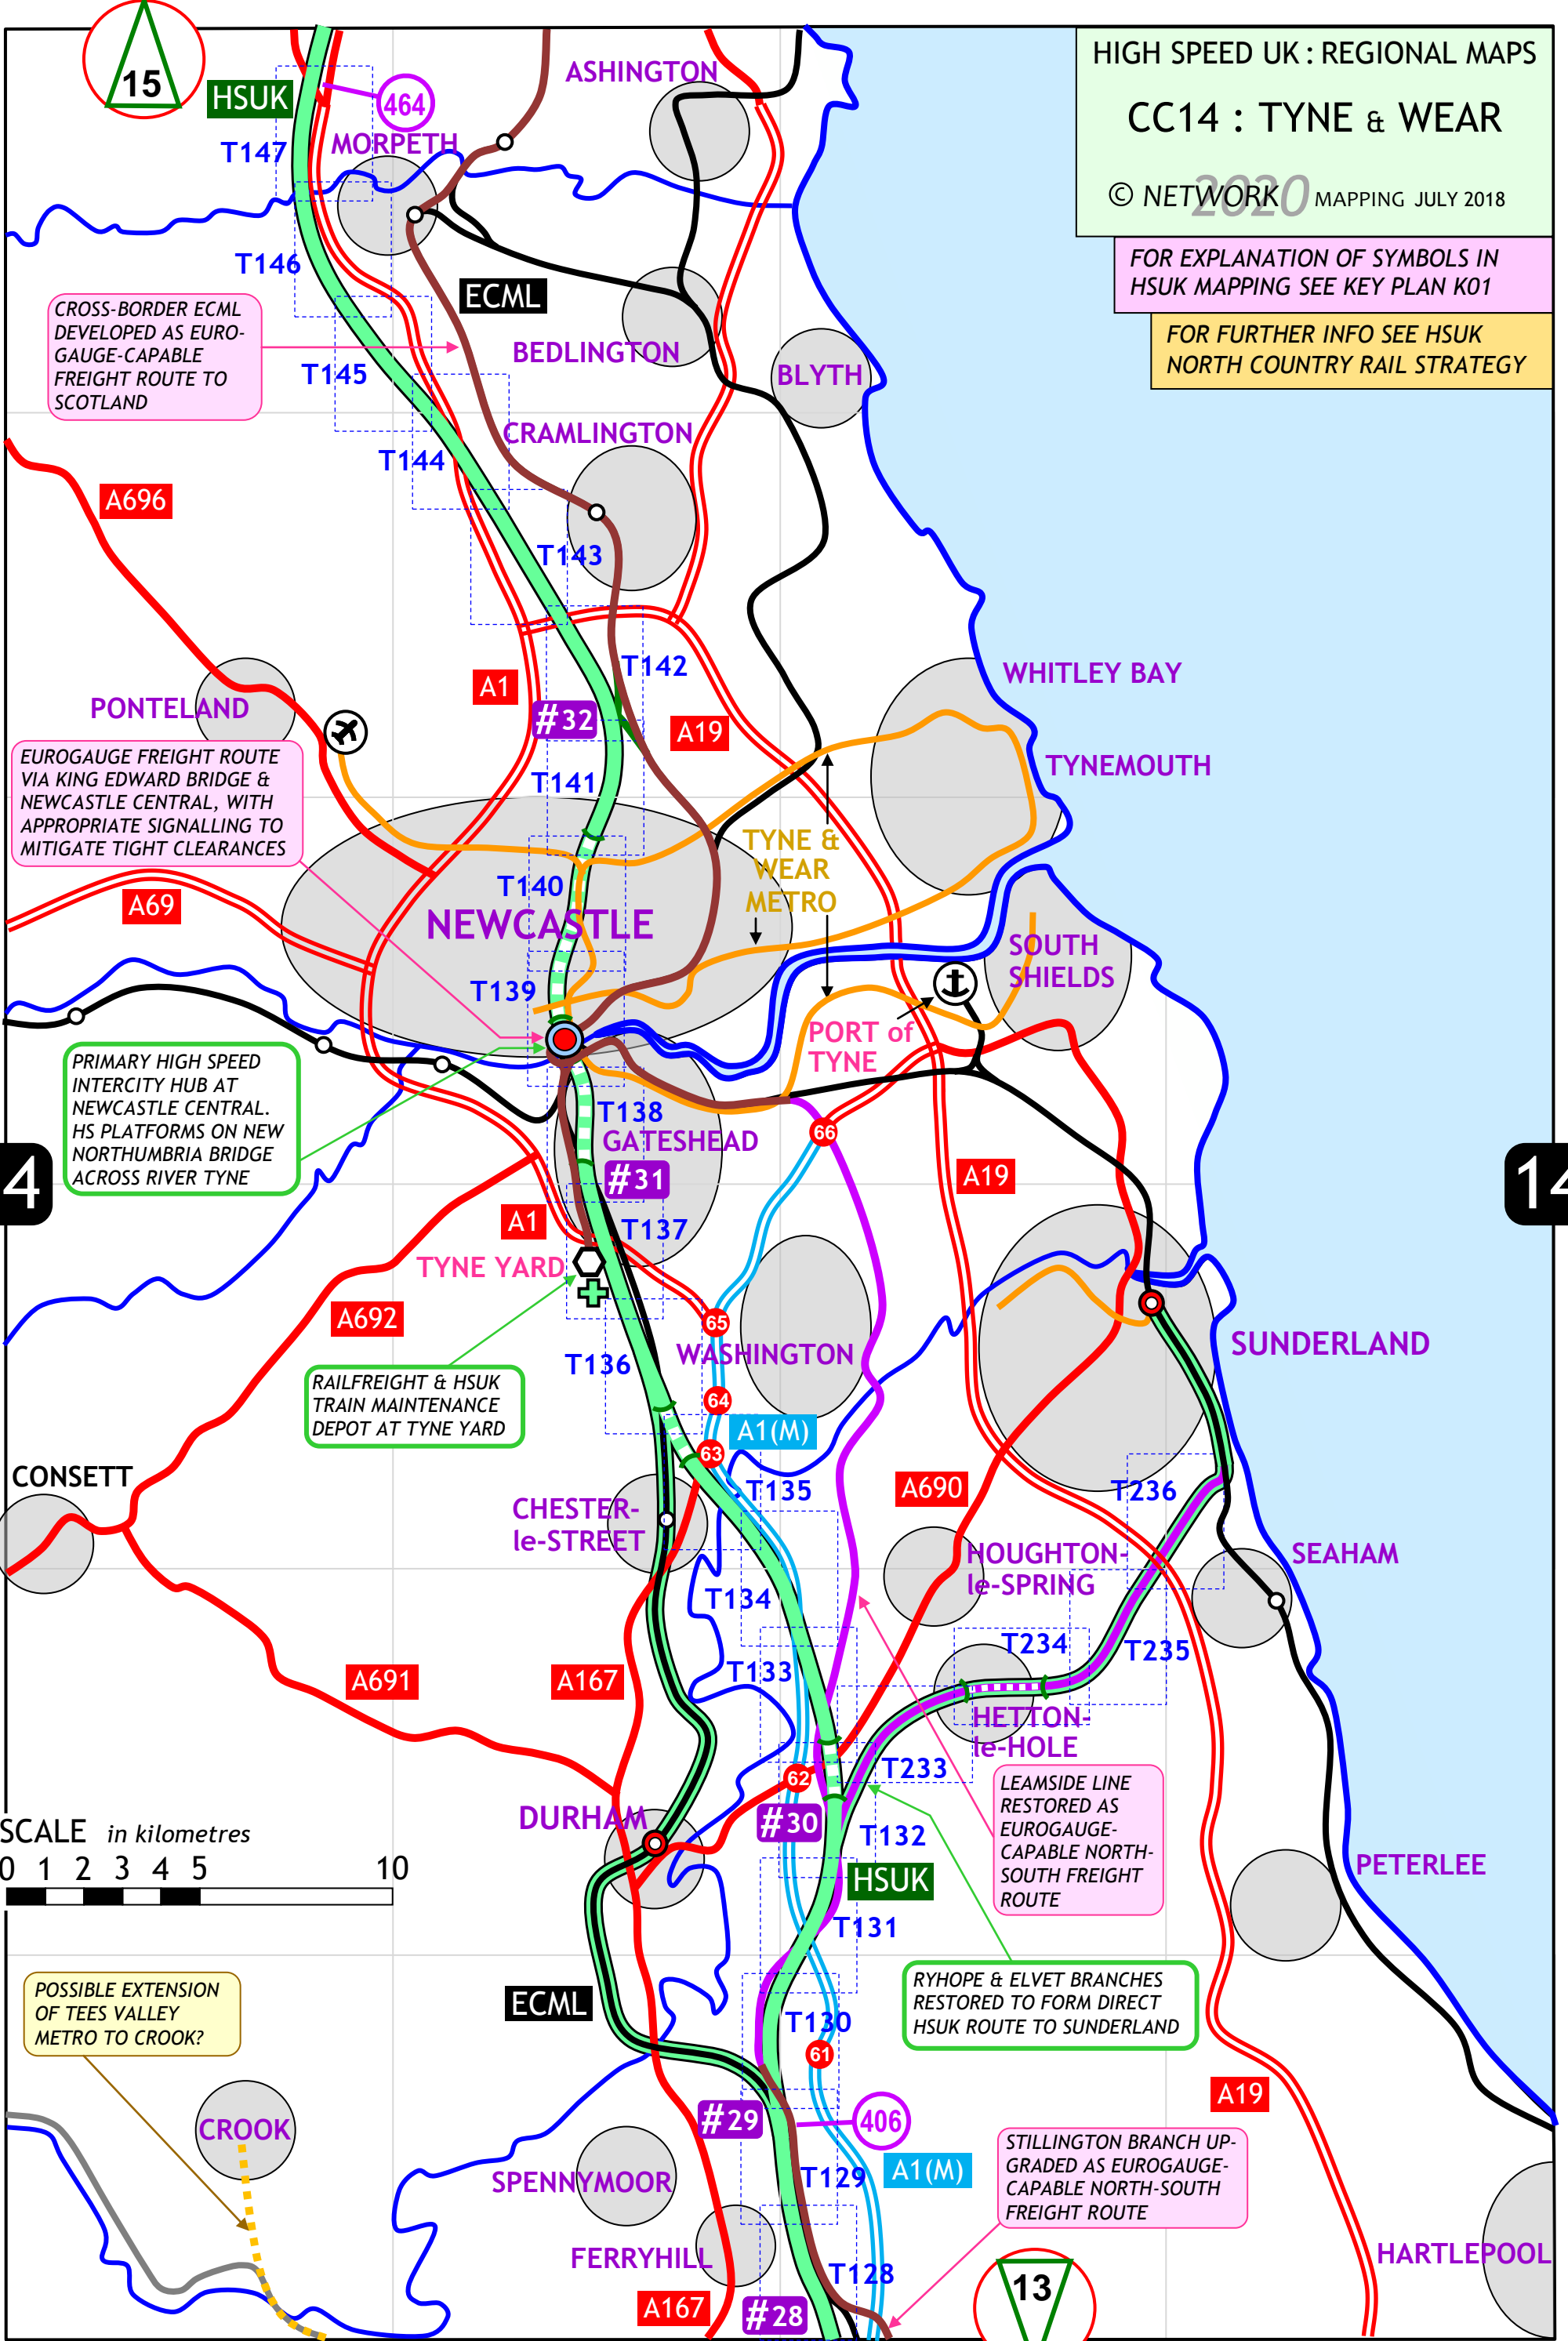 15
HSUK
464
ASHINGTON
HIGH SPEED UK : REGIONAL MAPS
CC14 : TYNE & WEAR
© NETWORK 2020 MAPPING JULY 2018
FOR EXPLANATION OF SYMBOLS IN
HSUK MAPPING SEE KEY PLAN K01
FOR FURTHER INFO SEE HSUK
NORTH COUNTRY RAIL STRATEGY
T147
MORPETH
T146
ECML
CROSS-BORDER ECML
DEVELOPED AS EURO-
GAUGE-CAPABLE
FREIGHT ROUTE TO
SCOTLAND
BEDLINGTON
BLYTH
T145
CRAMLINGTON
T144
A696
T143
T142
WHITLEY BAY
A1
#32
A19
PONTELAND
TYNEMOUTH
EUROGAUGE FREIGHT ROUTE
VIA KING EDWARD BRIDGE &
NEWCASTLE CENTRAL, WITH
APPROPRIATE SIGNALLING TO
MITIGATE TIGHT CLEARANCES
T141
TYNE &
WEAR
METRO
T140
A69
NEWCASTLE
SOUTH
SHIELDS
T139
PORT of
TYNE
PRIMARY HIGH SPEED
INTERCITY HUB AT
NEWCASTLE CENTRAL.
HS PLATFORMS ON NEW
NORTHUMBRIA BRIDGE
ACROSS RIVER TYNE
T138
GATESHEAD
66
4
#31
A19
14
A1
T137
TYNE YARD
A692
65
T136
WASHINGTON
SUNDERLAND
RAILFREIGHT & HSUK
TRAIN MAINTENANCE
DEPOT AT TYNE YARD
64
A1(M)
63
CONSETT
T135
A690
T236
CHESTER-
le-STREET
HOUGHTON-
le-SPRING
SEAHAM
T134
T234
T235
T133
A691
A167
HETTON-
le-HOLE
T233
62
LEAMSIDE LINE
RESTORED AS
EUROGAUGE-
CAPABLE NORTH-
SOUTH FREIGHT
ROUTE
DURHAM
#30
T132
SCALE in kilometres
0 1 2 3 4 5 10
HSUK
PETERLEE
T131
POSSIBLE EXTENSION
OF TEES VALLEY
METRO TO CROOK?
ECML
RYHOPE & ELVET BRANCHES
RESTORED TO FORM DIRECT
HSUK ROUTE TO SUNDERLAND
T130
61
A19
CROOK
#29
406
STILLINGTON BRANCH UP-
GRADED AS EUROGAUGE-
CAPABLE NORTH-SOUTH
FREIGHT ROUTE
SPENNYMOOR
T129
A1(M)
FERRYHILL
HARTLEPOOL
T128
13
A167
#28